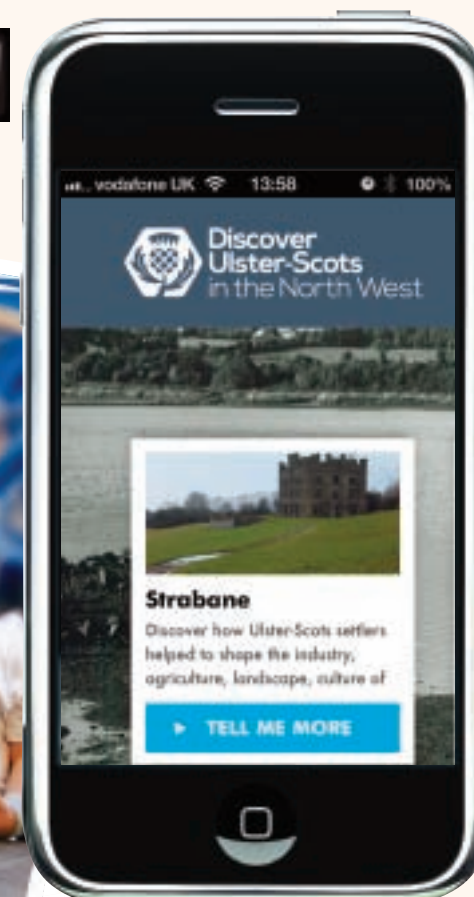 vodafone UK 13:58 100%
Discover
Ulster-Scots
in the North West
Strabane
Discover how Ulster-Scots settlers
helped to shape the industry,
agriculture, landscape, culture of
TELL ME MORE